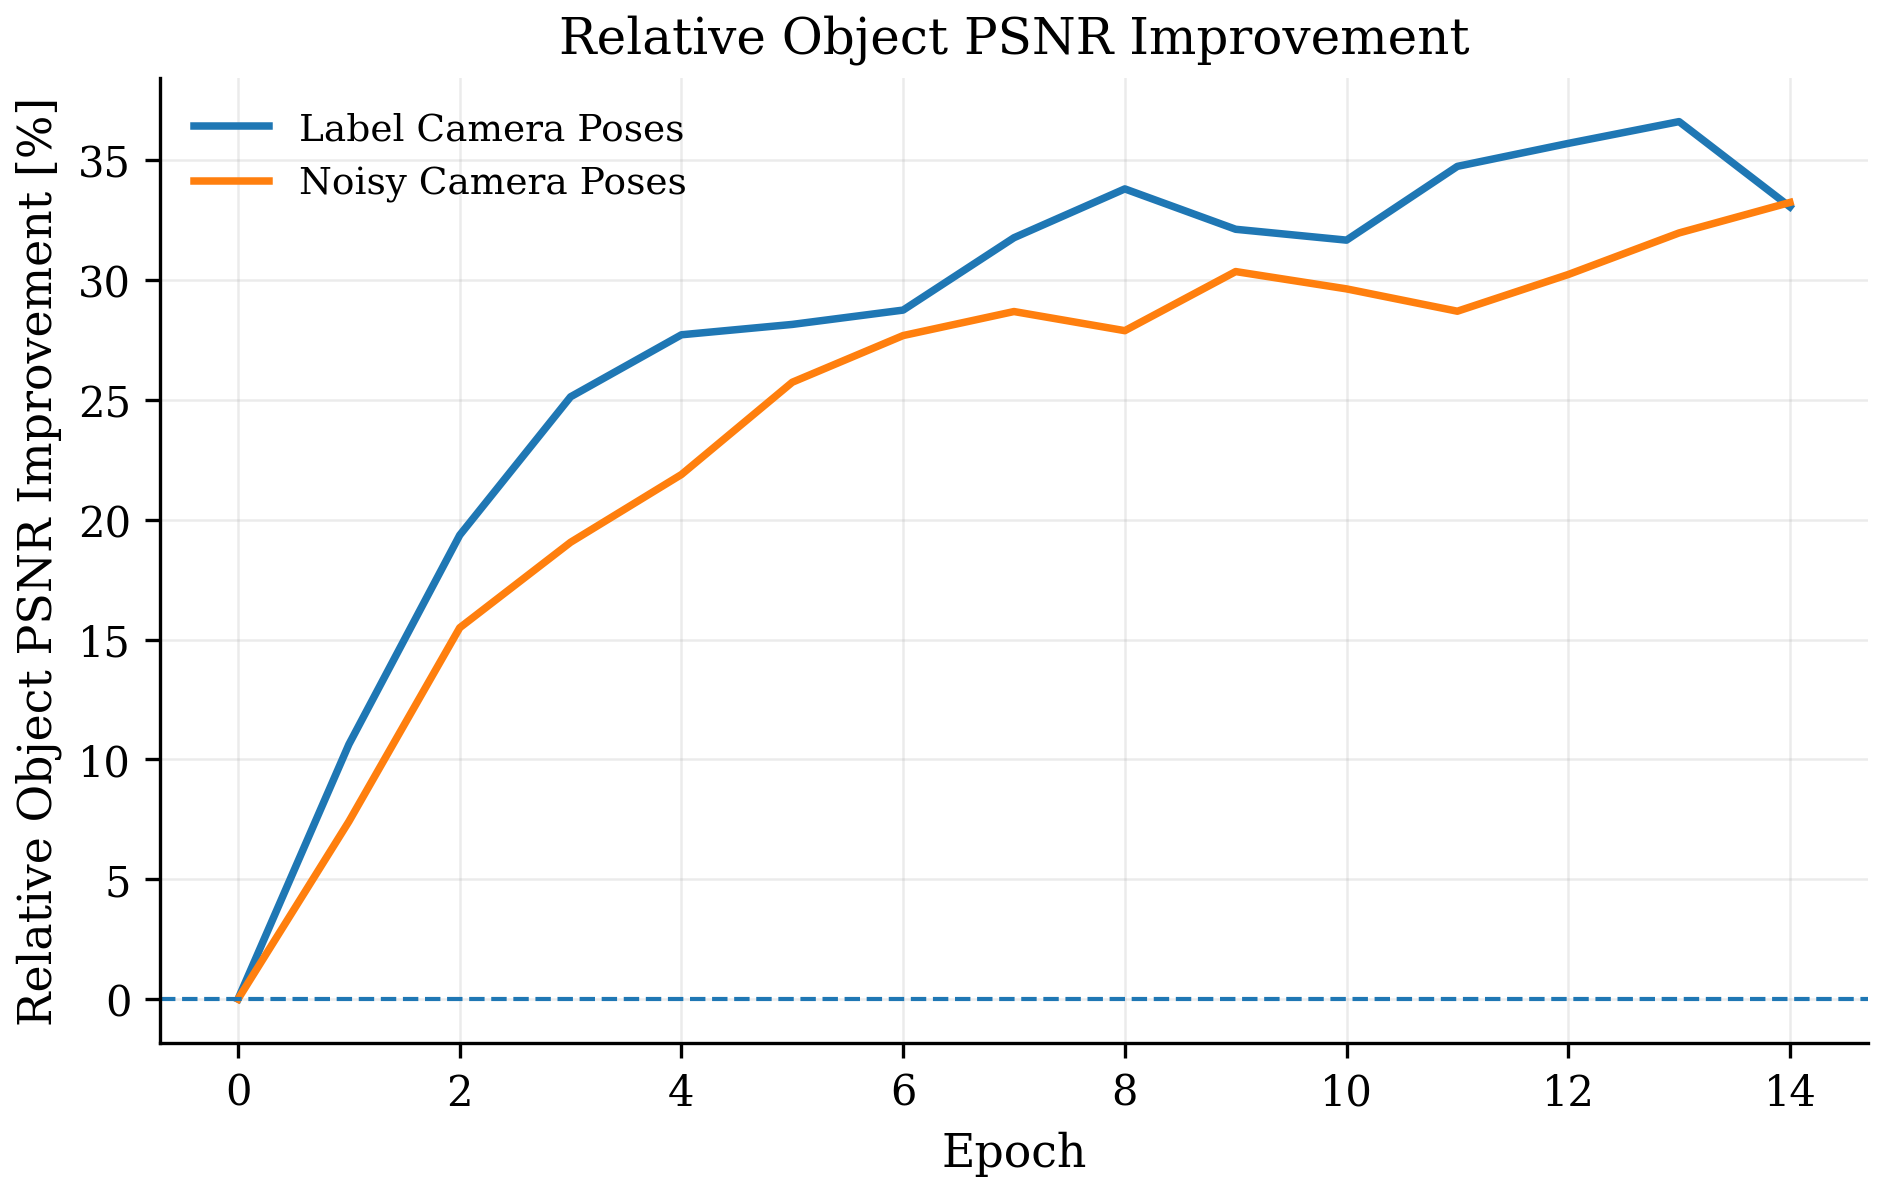 Relative Object PSNR Improvement
Relative Object PSNR Improvement [%]
Label Camera Poses
Noisy Camera Poses
35
30
25
20
15
10
5
0
0 2 4 6 8 10 12 14
Epoch